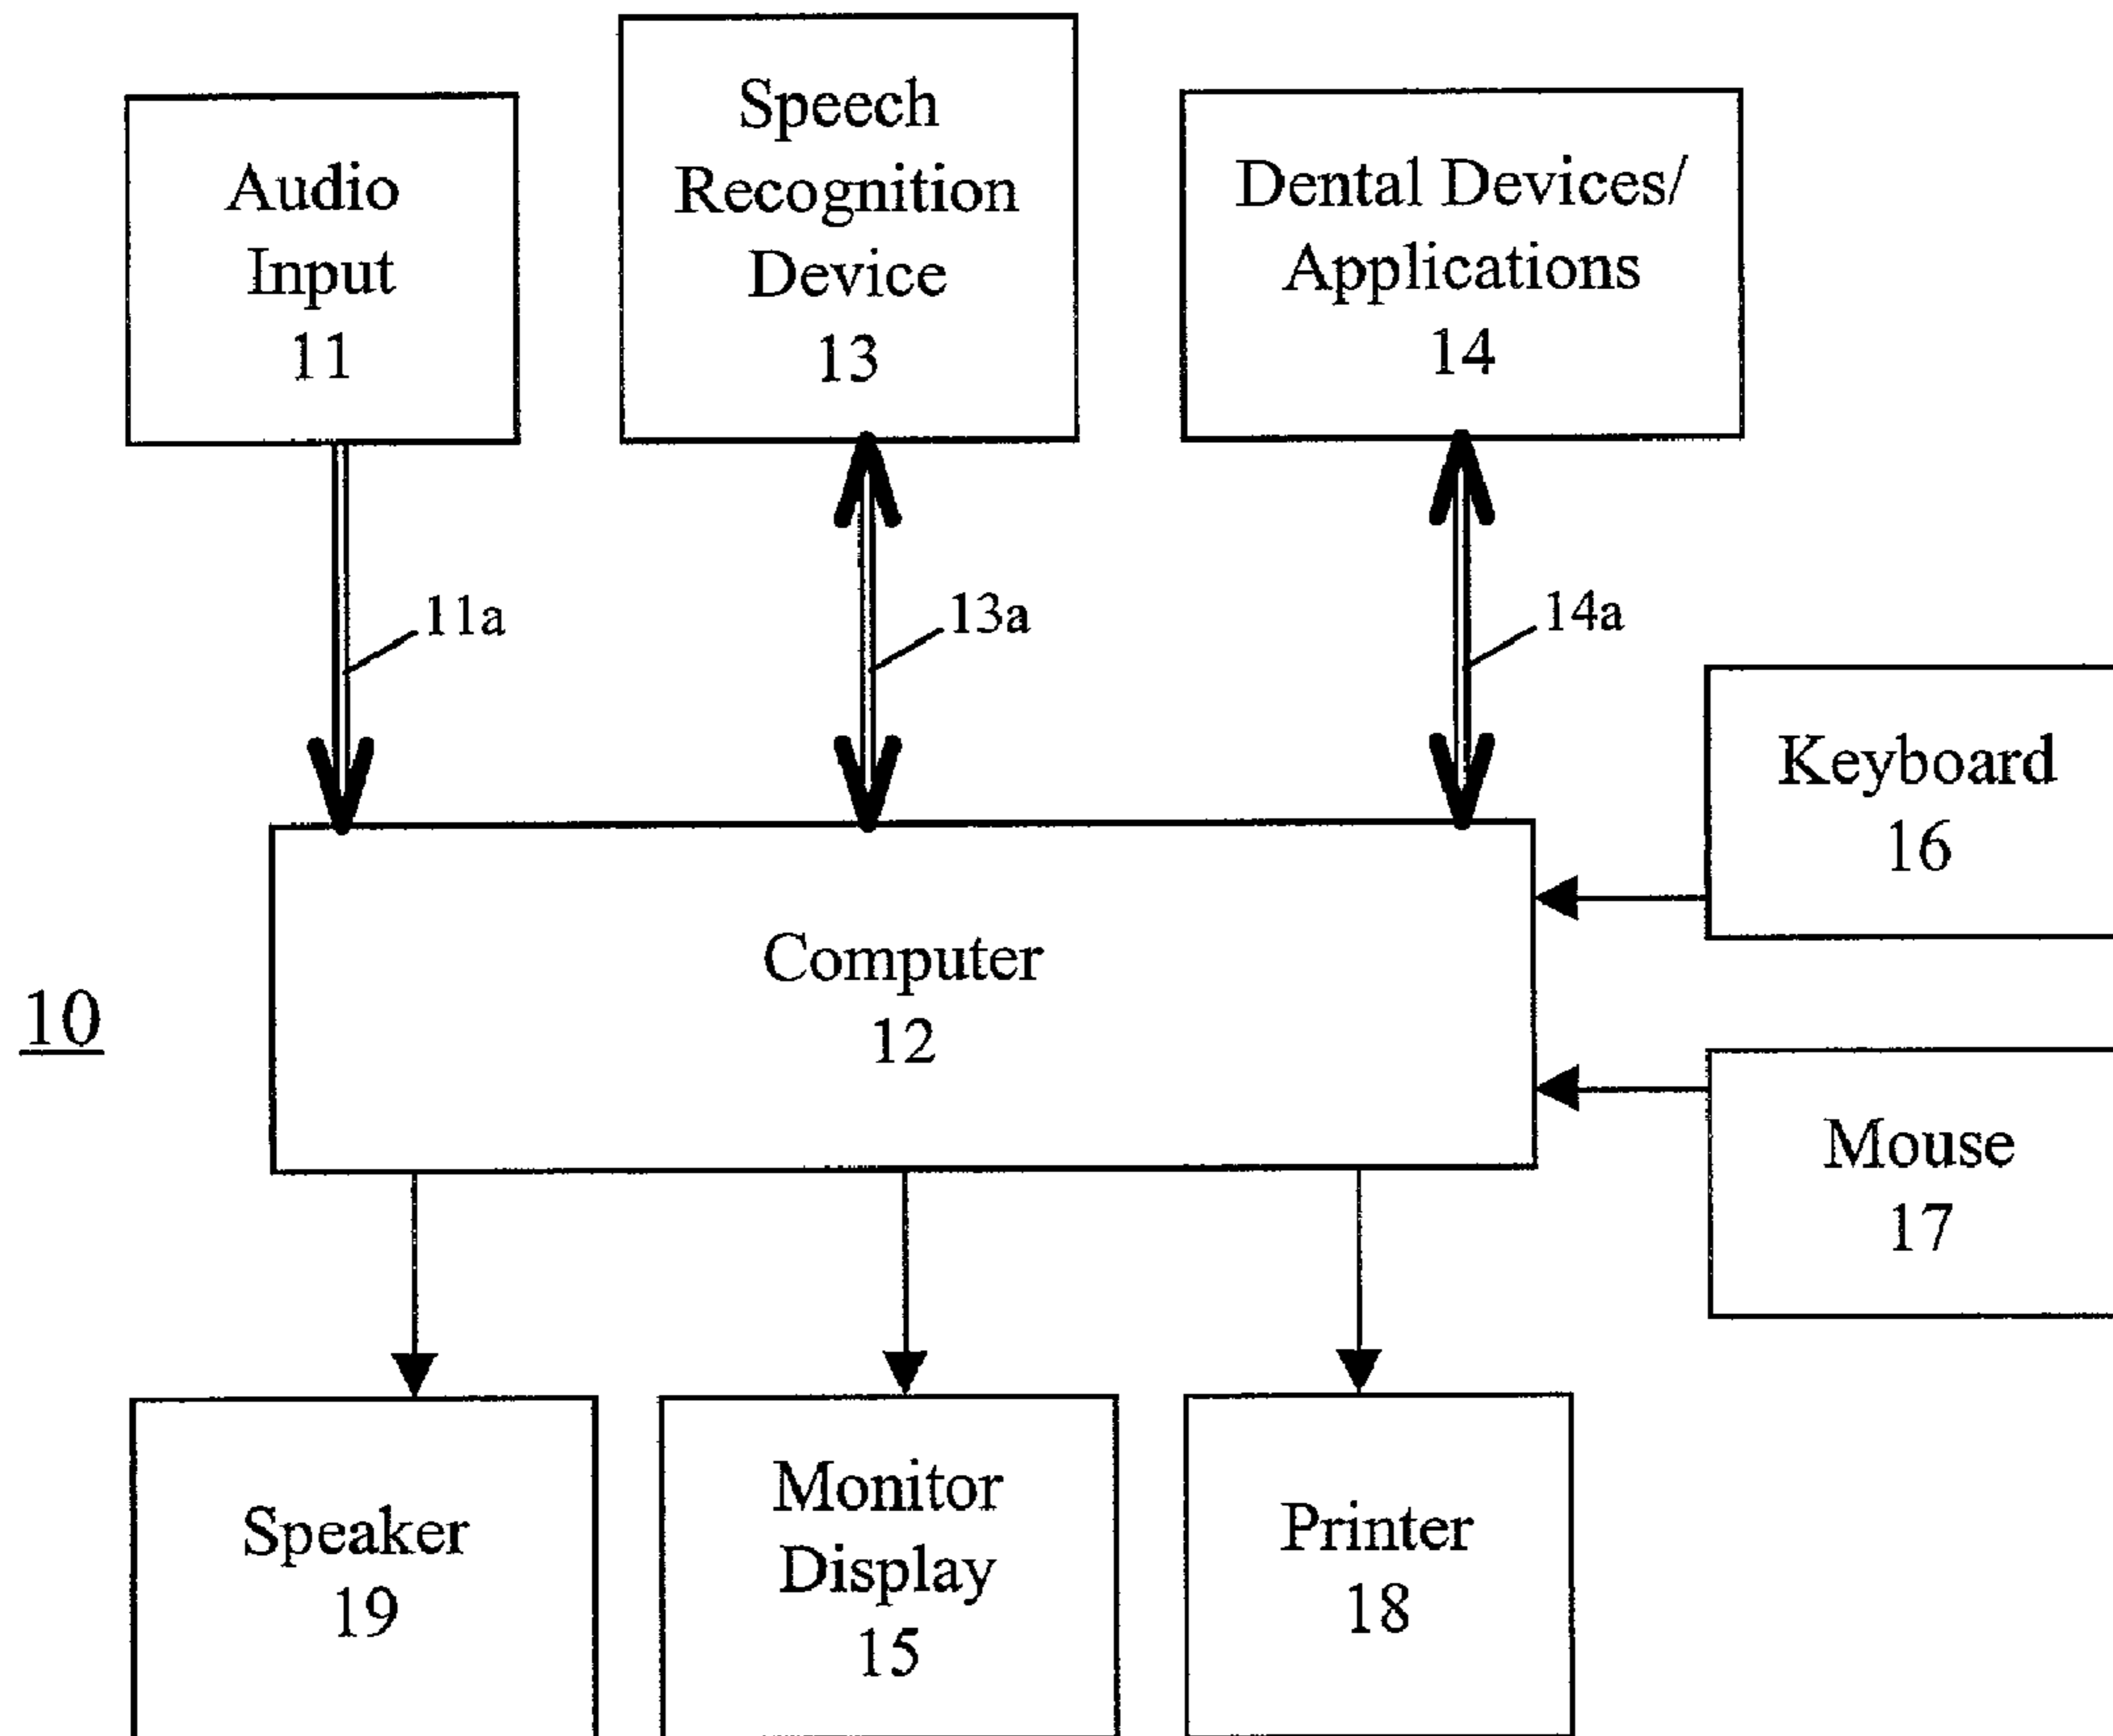 Audio
Input
11
Speech
Recognition
Device
13
Dental Devices/
Applications
14
11a
13a
14a
Keyboard
16
Computer
12
10
Mouse
17
Speaker
19
Monitor
Display
15
Printer
18